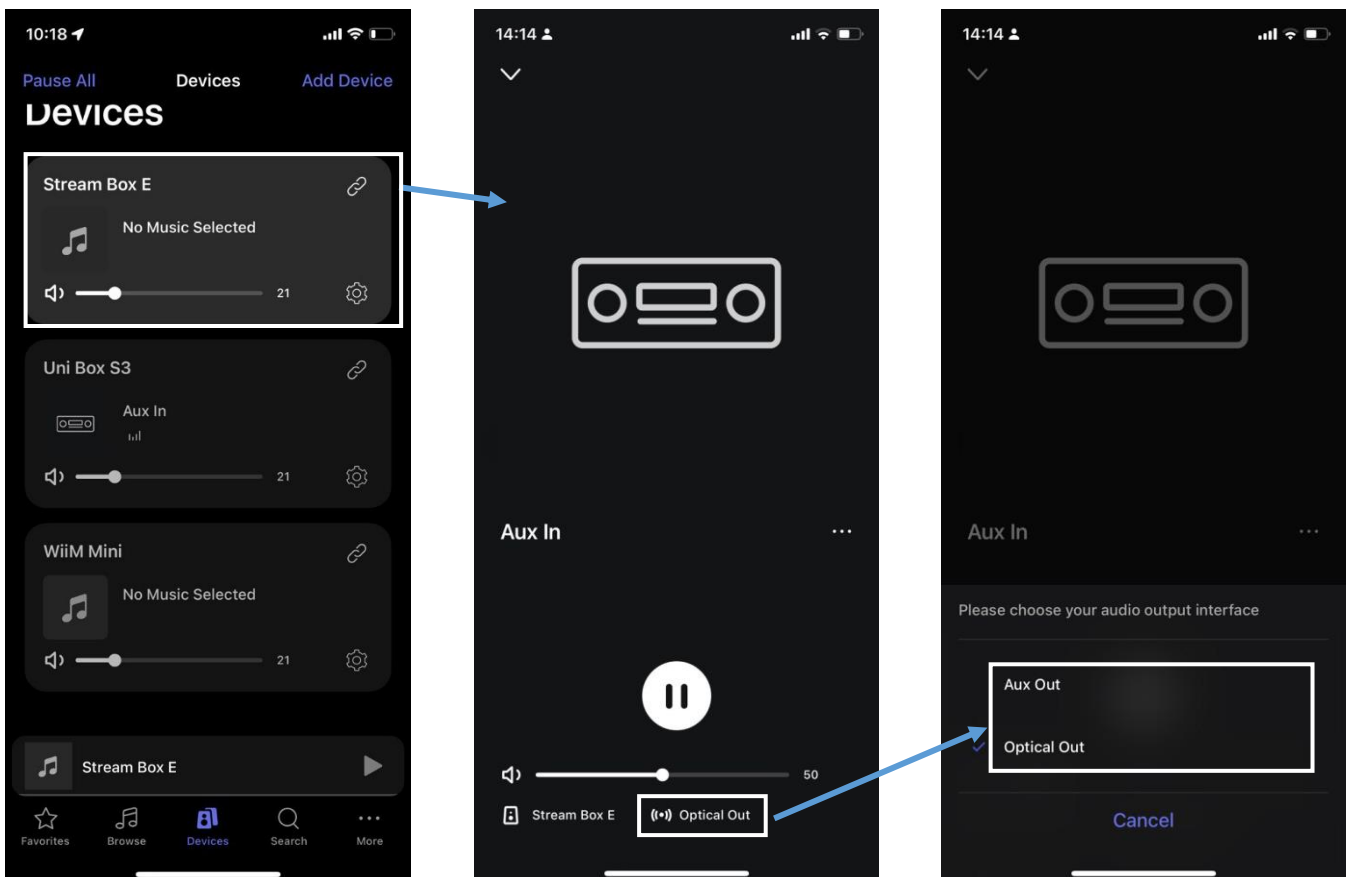 10:18
Pause All
Devices
Add Device
Devices
Stream Box E
No Music Selected
21
Uni Box S3
Aux In
21
WiiM Mini
No Music Selected
21
Stream Box E
Favorites
Browse
Devices
Search
More
14:14
Aux In
50
Stream Box E
Optical Out
14:14
Aux In
Please choose your audio output interface
Aux Out
Optical Out
Cancel